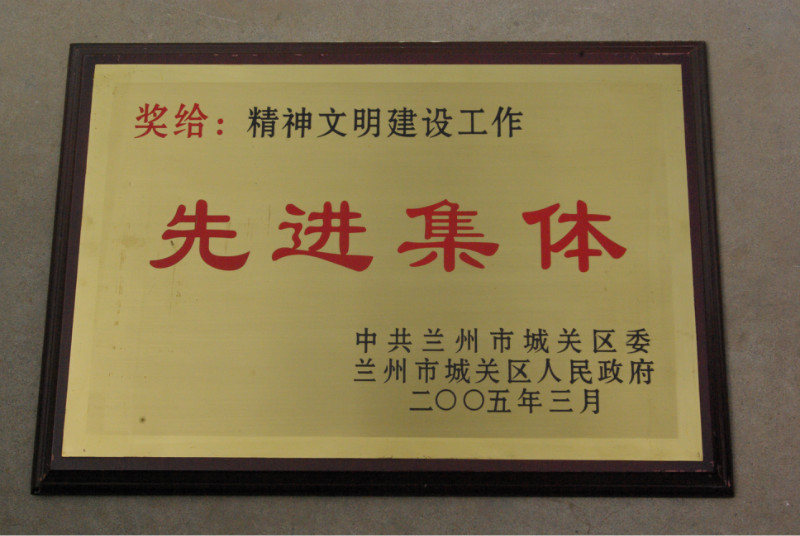 奖给：精神文明建设工作
先进集体
中共兰州市城关区委
兰州市城关区人民政府
二〇〇五年三月